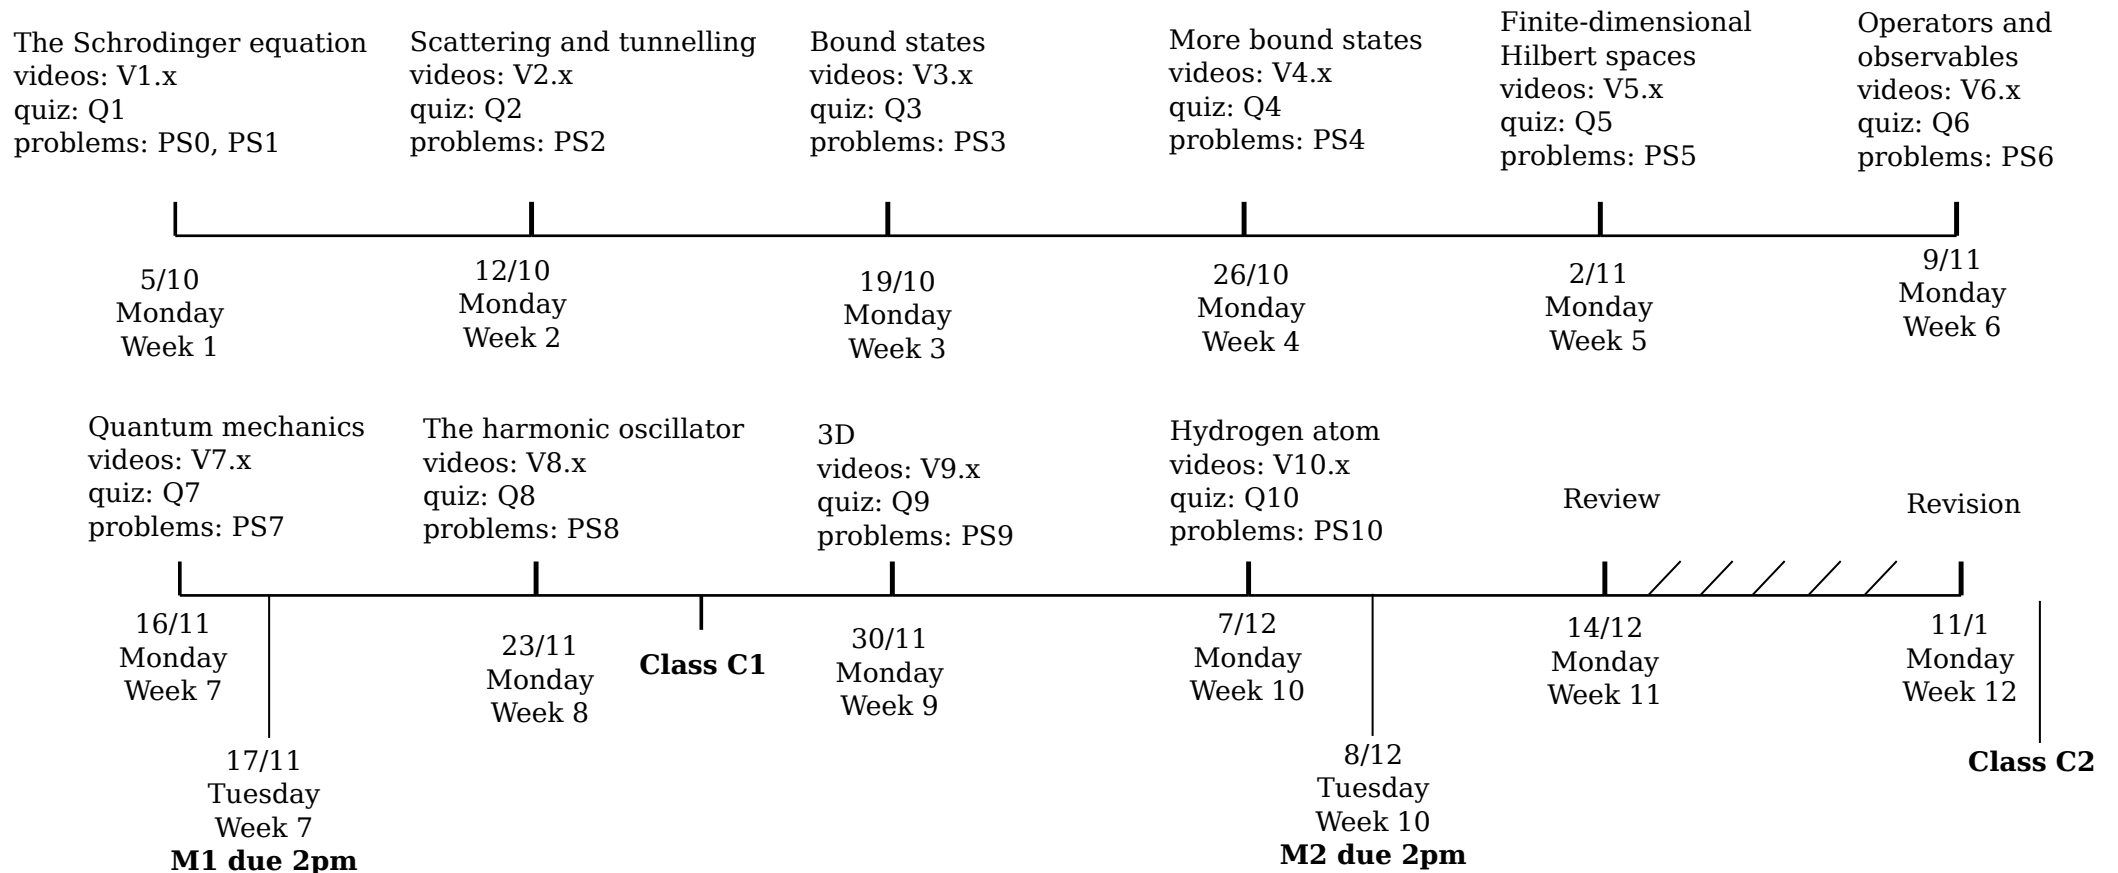 The Schrodinger equation
videos: V1.x
quiz: Q1
problems: PS0, PS1
Scattering and tunnelling
videos: V2.x
quiz: Q2
problems: PS2
Bound states
videos: V3.x
quiz: Q3
problems: PS3
More bound states
videos: V4.x
quiz: Q4
problems: PS4
Finite-dimensional
Hilbert spaces
videos: V5.x
quiz: Q5
problems: PS5
Operators and
observables
videos: V6.x
quiz: Q6
problems: PS6
5/10
Monday
Week 1
12/10
Monday
Week 2
19/10
Monday
Week 3
26/10
Monday
Week 4
2/11
Monday
Week 5
9/11
Monday
Week 6
Quantum mechanics
videos: V7.x
quiz: Q7
problems: PS7
The harmonic oscillator
videos: V8.x
quiz: Q8
problems: PS8
3D
videos: V9.x
quiz: Q9
problems: PS9
Hydrogen atom
videos: V10.x
quiz: Q10
problems: PS10
Review
Revision
16/11
Monday
Week 7
17/11
Tuesday
Week 7
M1 due 2pm
23/11
Monday
Week 8
Class C1
30/11
Monday
Week 9
7/12
Monday
Week 10
8/12
Tuesday
Week 10
M2 due 2pm
14/12
Monday
Week 11
11/1
Monday
Week 12
Class C2